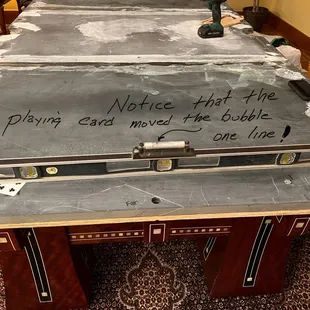 Notice that the
playing card moved the bubble
one line!